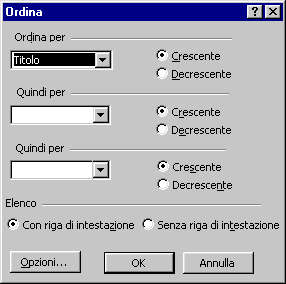 Ordina
Ordina per
Titolo
Crescente
Decrescente
Quindi per
Crescente
Decrescente
Quindi per
Crescente
Decrescente
Elenco
Con riga di intestazione Senza riga di intestazione
Opzioni... OK Annulla